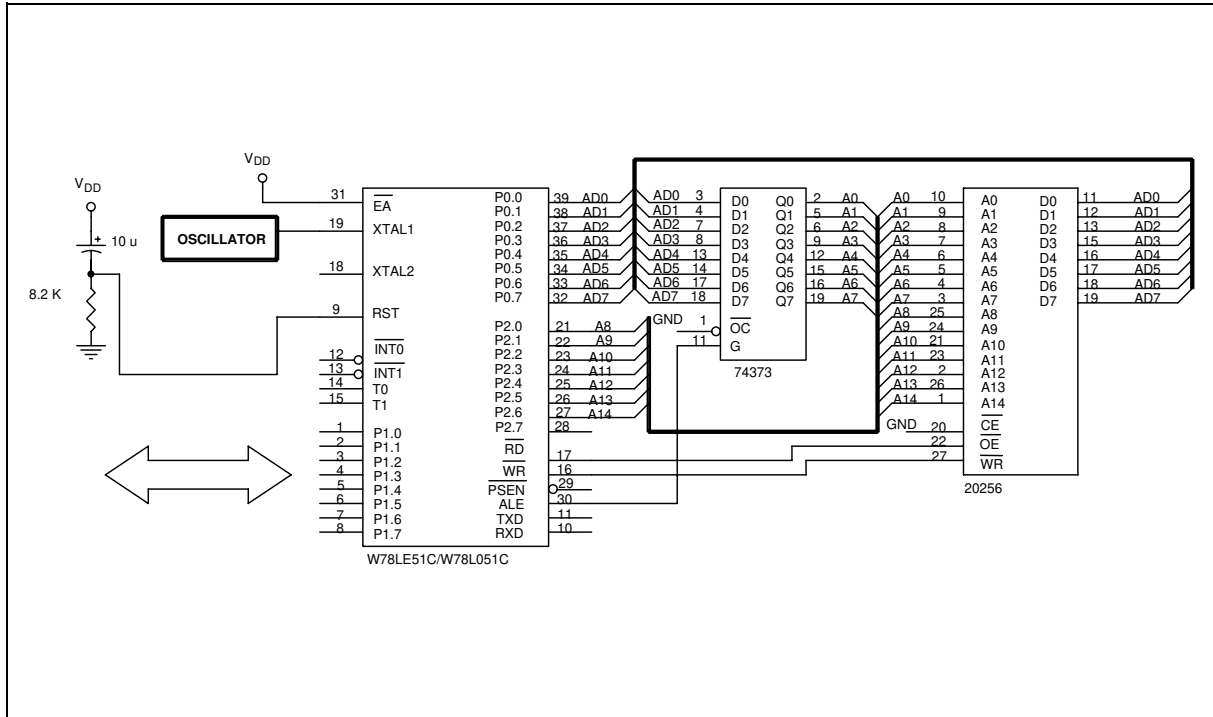 VDD
VDD
10 u
8.2 K
OSCILLATOR
31 EA
19 XTAL1
18 XTAL2
9 RST
12 INT0
13 INT1
14 T0
15 T1
1 P1.0
2 P1.1
3 P1.2
4 P1.3
5 P1.4
6 P1.5
7 P1.6
8 P1.7
P0.0 39 AD0
P0.1 38 AD1
P0.2 37 AD2
P0.3 36 AD3
P0.4 35 AD4
P0.5 34 AD5
P0.6 33 AD6
P0.7 32 AD7
P2.0 21 A8
P2.1 22 A9
P2.2 23 A10
P2.3 24 A11
P2.4 25 A12
P2.5 26 A13
P2.6 27 A14
P2.7 28
RD 17
WR 16
PSEN 29
ALE 30
TXD 11
RXD 10
W78LE51C/W78L051C
AD0 3 D0 Q0 2 A0
AD1 4 D1 Q1 5 A1
AD2 7 D2 Q2 6 A2
AD3 8 D3 Q3 9 A3
AD4 13 D4 Q4 12 A4
AD5 14 D5 Q5 15 A5
AD6 17 D6 Q6 16 A6
AD7 18 D7 Q7 19 A7
GND 1 OC
11 G
74373
A0 10 A0 D0 11 AD0
A1 9 A1 D1 12 AD1
A2 8 A2 D2 13 AD2
A3 7 A3 D3 15 AD3
A4 6 A4 D4 16 AD4
A5 5 A5 D5 17 AD5
A6 4 A6 D6 18 AD6
A7 3 A7 D7 19 AD7
A8 25 A8
A9 24 A9
A10 21 A10
A11 23 A11
A12 2 A12
A13 26 A13
A14 1 A14
GND 20 CE
22 OE
27 WR
20256